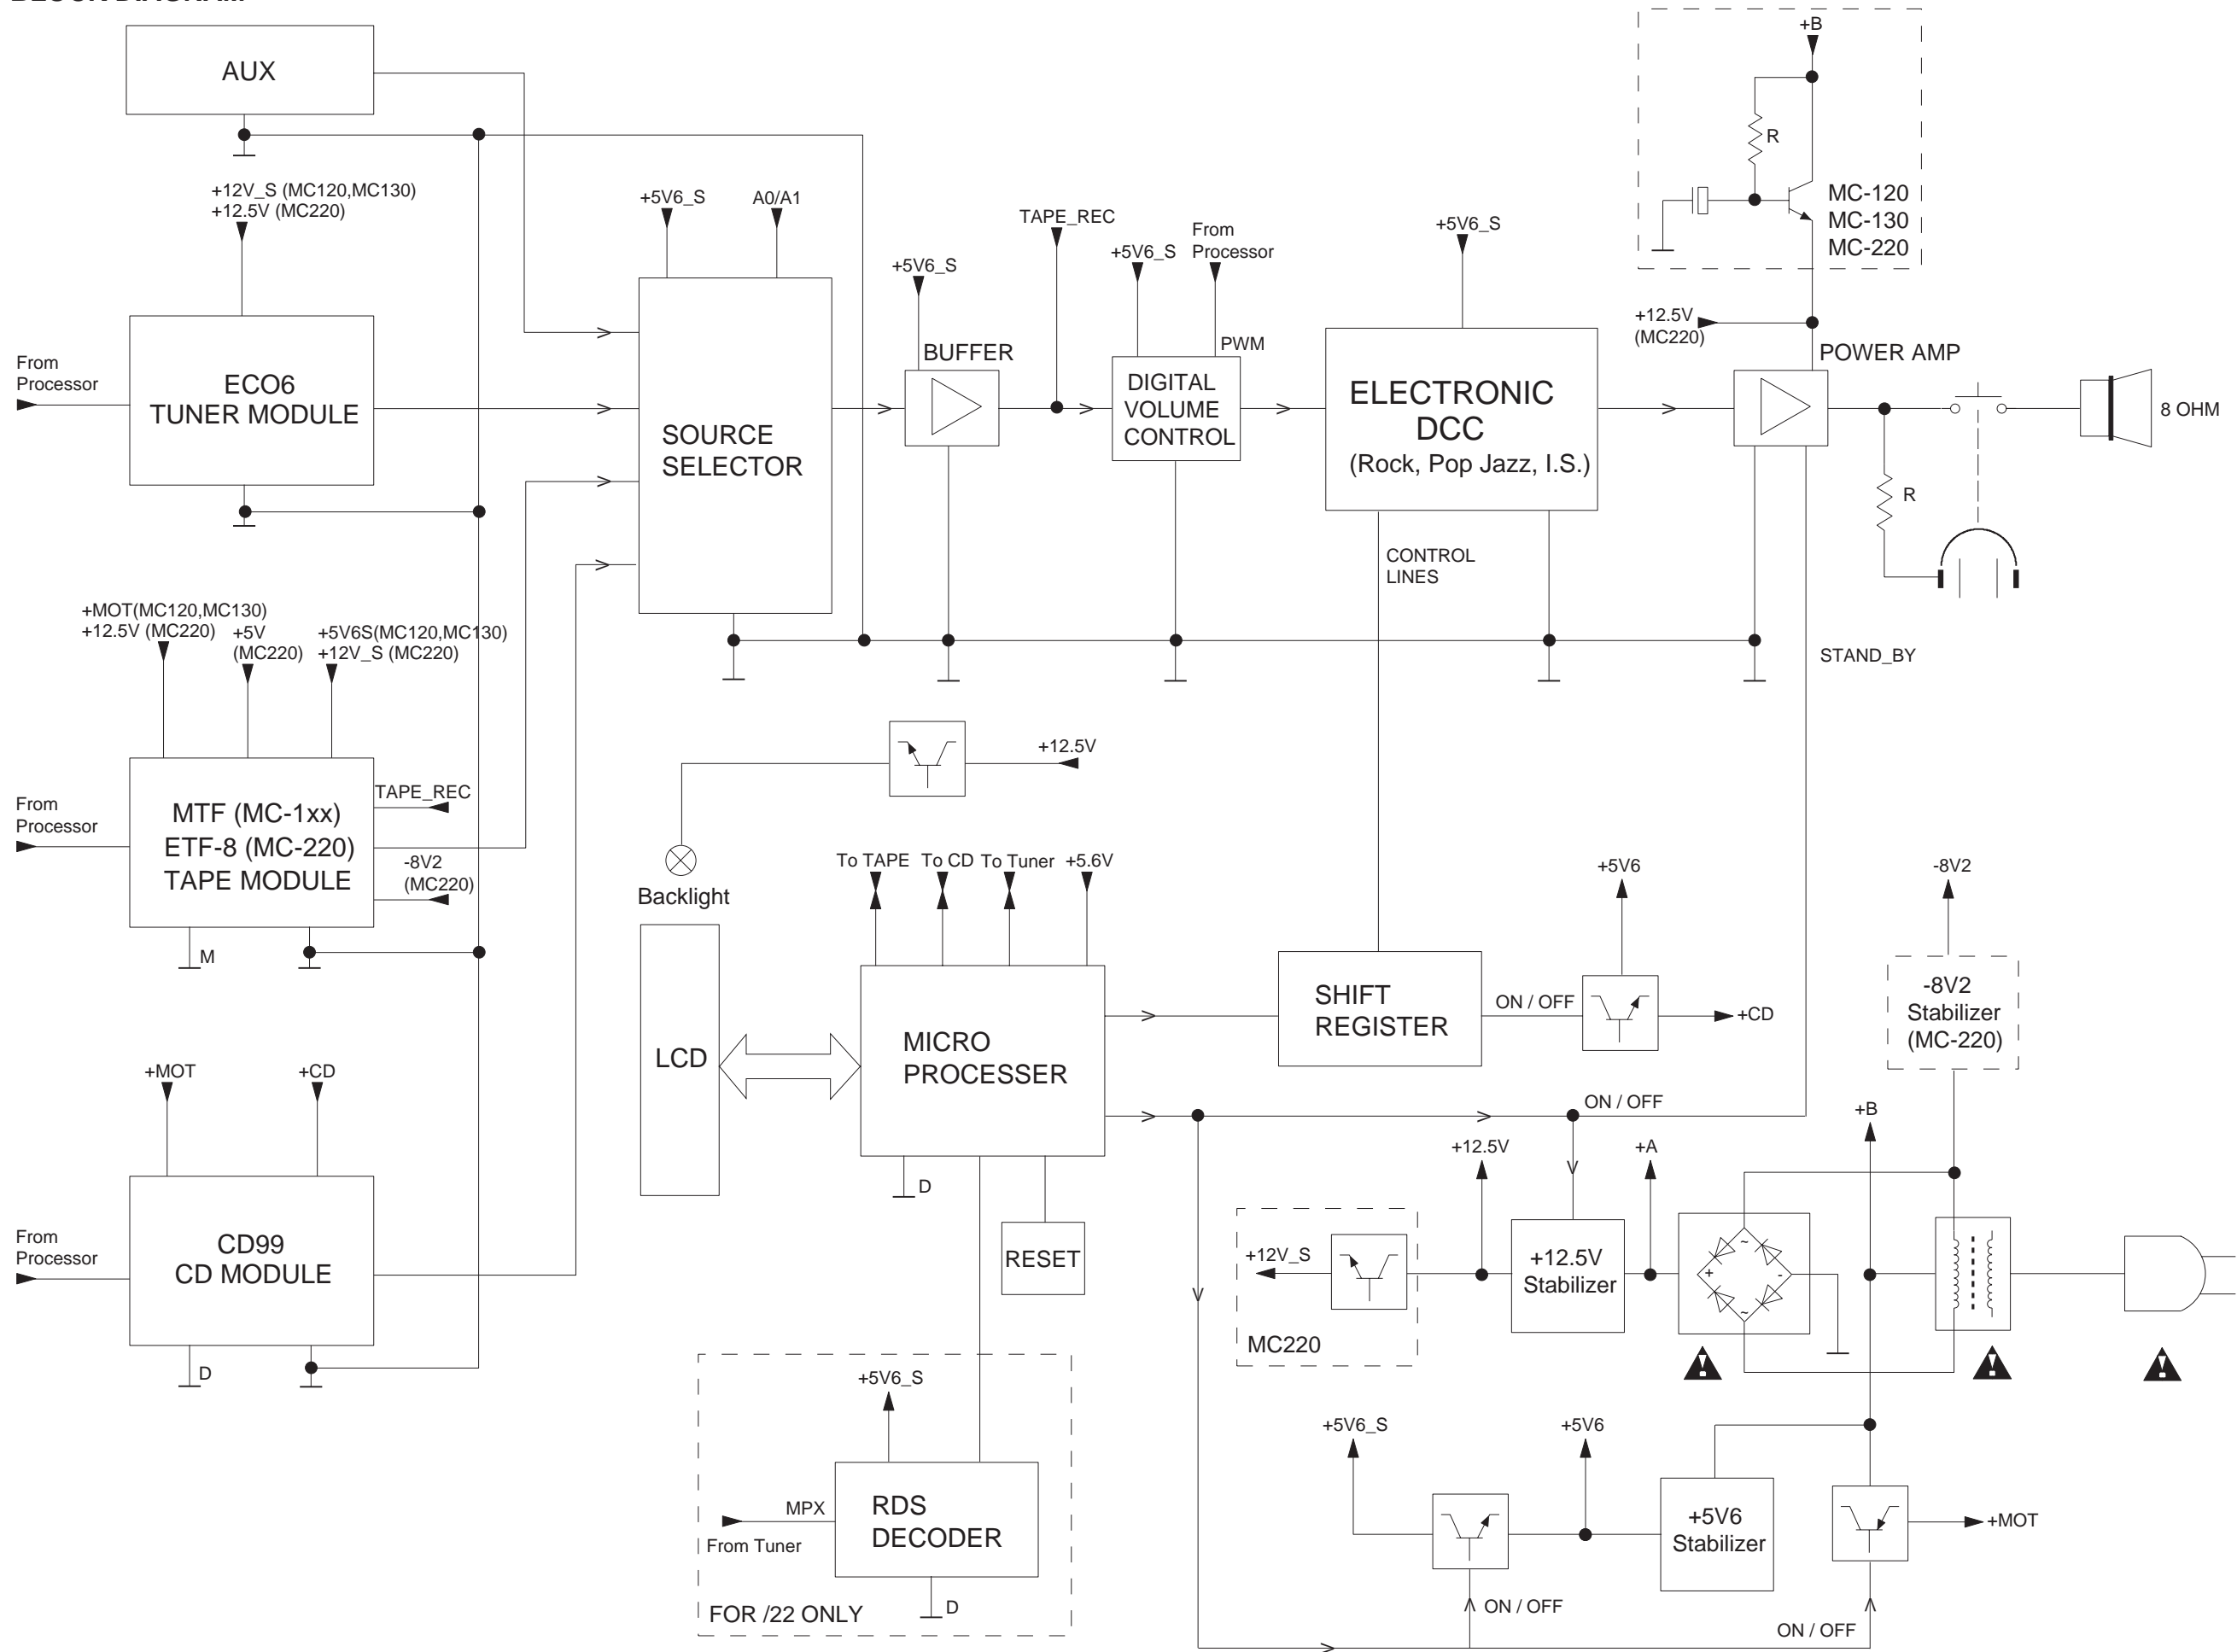 AUX
+12V_S (MC120,MC130)
+12.5V (MC220)
From
Processor
ECO6
TUNER MODULE
+MOT(MC120,MC130)
+12.5V (MC220)
+5V
(MC220)
+5V6S(MC120,MC130)
+12V_S (MC220)
From
Processor
MTF (MC-1xx)
ETF-8 (MC-220)
TAPE MODULE
TAPE_REC
-8V2
(MC220)
M
+MOT
+CD
From
Processor
CD99
CD MODULE
D
+5V6_S
A0/A1
SOURCE
SELECTOR
+5V6_S
BUFFER
TAPE_REC
+5V6_S
From
Processor
PWM
DIGITAL
VOLUME
CONTROL
+5V6_S
ELECTRONIC
DCC
(Rock, Pop Jazz, I.S.)
CONTROL
LINES
+B
R
MC-120
MC-130
MC-220
+12.5V
(MC220)
POWER AMP
8 OHM
R
STAND_BY
+12.5V
Backlight
LCD
To TAPE
To CD
To Tuner
+5.6V
MICRO
PROCESSER
D
RESET
SHIFT
REGISTER
ON / OFF
+5V6
+CD
-8V2
-8V2
Stabilizer
(MC-220)
ON / OFF
+B
+12.5V
+A
+12V_S
MC220
+12.5V
Stabilizer
~
+
-
~
+5V6_S
MPX
From Tuner
RDS
DECODER
D
FOR /22 ONLY
+5V6_S
+5V6
+5V6
Stabilizer
+MOT
ON / OFF
ON / OFF